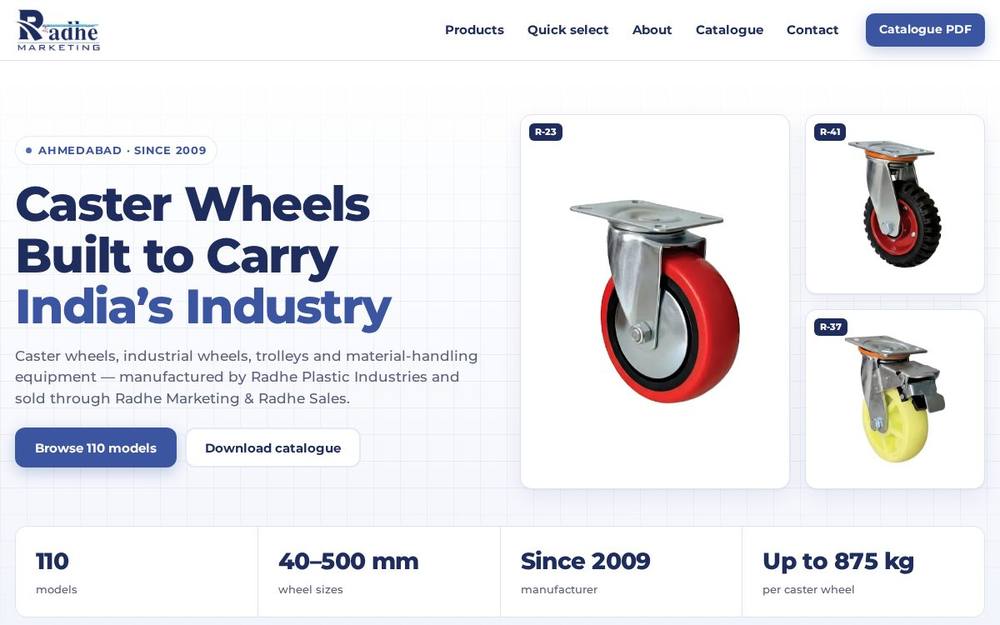 Radhe
MARKETING
Products
Quick select
About
Catalogue
Contact
Catalogue PDF
AHMEDABAD · SINCE 2009
Caster Wheels
Built to Carry
India’s Industry
Caster wheels, industrial wheels, trolleys and material-handling
equipment — manufactured by Radhe Plastic Industries and
sold through Radhe Marketing & Radhe Sales.
Browse 110 models
Download catalogue
R-23
R-41
R-37
110
models
40–500 mm
wheel sizes
Since 2009
manufacturer
Up to 875 kg
per caster wheel